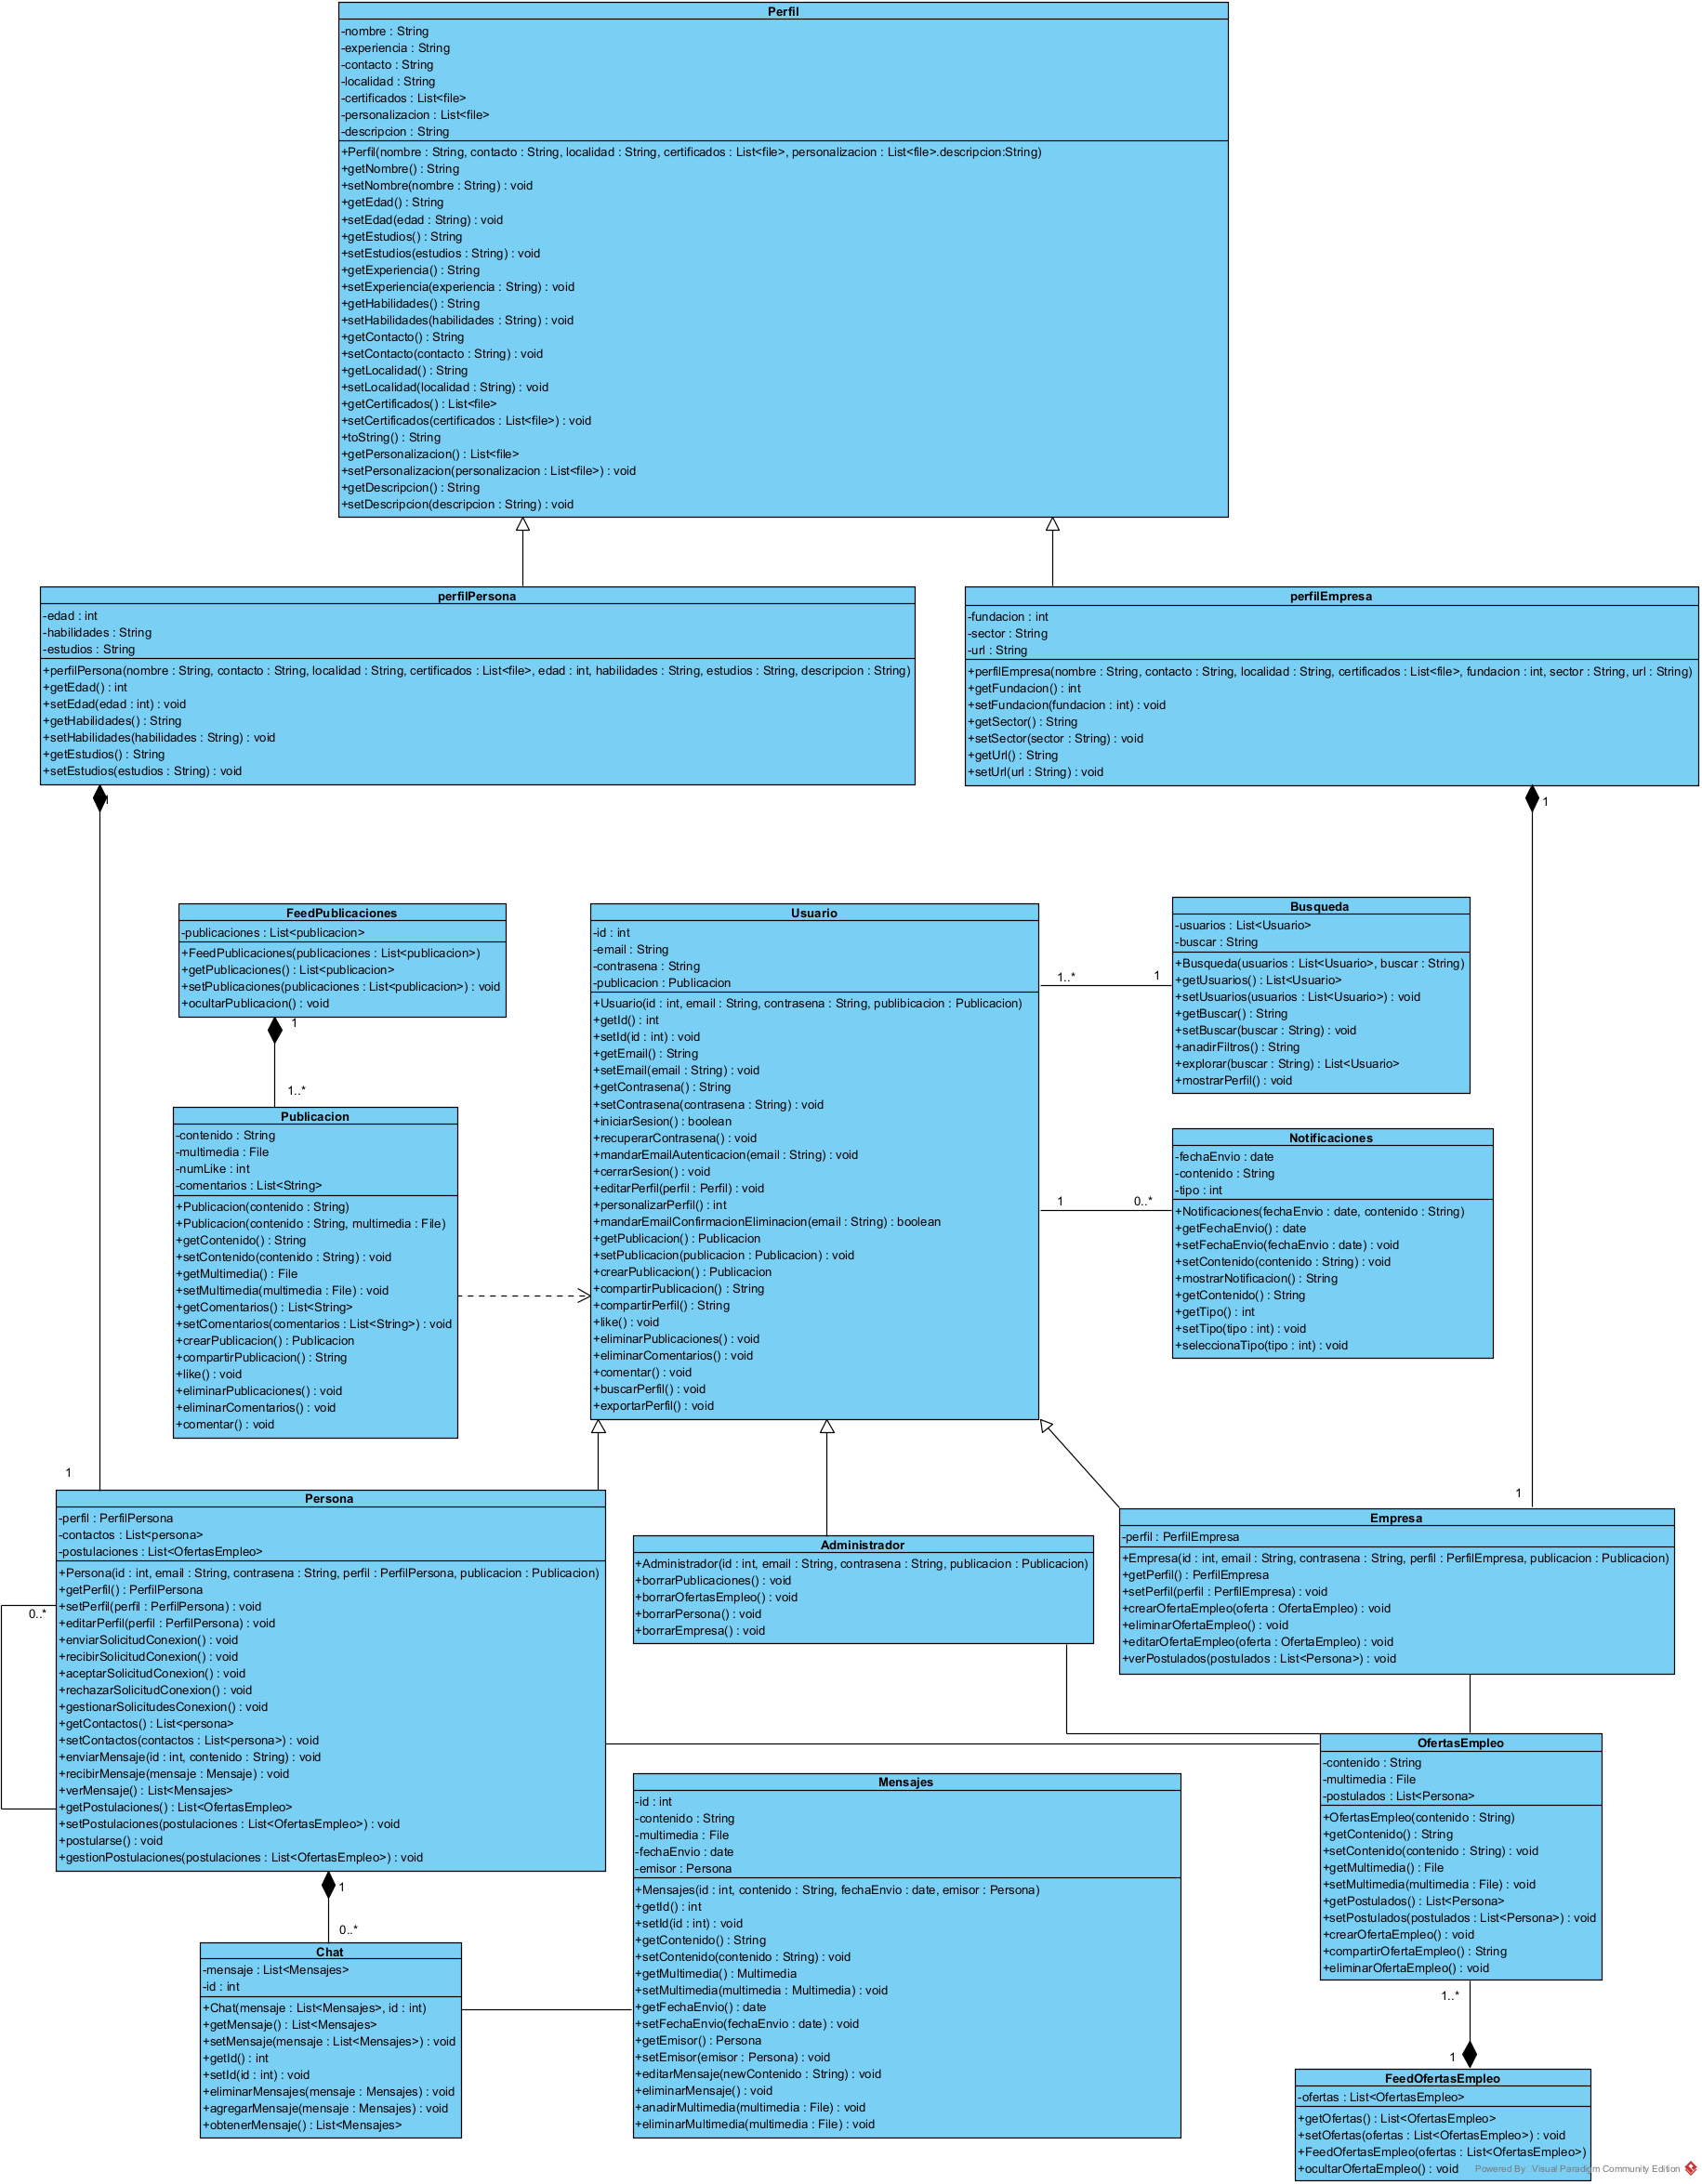 Perfil
-nombre : String
-experiencia : String
-contacto : String
-localidad : String
-certificados : List<file>
-personalizacion : List<file>
-descripcion : String
+Perfil(nombre : String, contacto : String, localidad : String, certificados : List<file>, personalizacion : List<file>.descripcion:String)
+getNombre() : String
+setNombre(nombre : String) : void
+getEdad() : String
+setEdad(edad : String) : void
+getEstudios() : String
+setEstudios(estudios : String) : void
+getExperiencia() : String
+setExperiencia(experiencia : String) : void
+getHabilidades() : String
+setHabilidades(habilidades : String) : void
+getContacto() : String
+setContacto(contacto : String) : void
+getLocalidad() : String
+setLocalidad(localidad : String) : void
+getCertificados() : List<file>
+setCertificados(certificados : List<file>) : void
+toString() : String
+getPersonalizacion() : List<file>
+setPersonalizacion(personalizacion : List<file>) : void
+getDescripcion() : String
+setDescripcion(descripcion : String) : void
perfilPersona
-edad : int
-habilidades : String
-estudios : String
+perfilPersona(nombre : String, contacto : String, localidad : String, certificados : List<file>, edad : int, habilidades : String, estudios : String, descripcion : String)
+getEdad() : int
+setEdad(edad : int) : void
+getHabilidades() : String
+setHabilidades(habilidades : String) : void
+getEstudios() : String
+setEstudios(estudios : String) : void
1
perfilEmpresa
-fundacion : int
-sector : String
-url : String
+perfilEmpresa(nombre : String, contacto : String, localidad : String, certificados : List<file>, fundacion : int, sector : String, url : String)
+getFundacion() : int
+setFundacion(fundacion : int) : void
+getSector() : String
+setSector(sector : String) : void
+getUrl() : String
+setUrl(url : String) : void
1
FeedPublicaciones
-publicaciones : List<publicacion>
+FeedPublicaciones(publicaciones : List<publicacion>)
+getPublicaciones() : List<publicacion>
+setPublicaciones(publicaciones : List<publicacion>) : void
+ocultarPublicacion() : void
1
1..*
Publicacion
-contenido : String
-multimedia : File
-numLike : int
-comentarios : List<String>
+Publicacion(contenido : String)
+Publicacion(contenido : String, multimedia : File)
+getContenido() : String
+setContenido(contenido : String) : void
+getMultimedia() : File
+setMultimedia(multimedia : File) : void
+getComentarios() : List<String>
+setComentarios(comentarios : List<String>) : void
+crearPublicacion() : Publicacion
+compartirPublicacion() : String
+like() : void
+eliminarPublicaciones() : void
+eliminarComentarios() : void
+comentar() : void
Usuario
-id : int
-email : String
-contrasena : String
-publicacion : Publicacion
+Usuario(id : int, email : String, contrasena : String, publibicacion : Publicacion)
+getId() : int
+setId(id : int) : void
+getEmail() : String
+setEmail(email : String) : void
+getContrasena() : String
+setContrasena(contrasena : String) : void
+iniciarSesion() : boolean
+recuperarContrasena() : void
+mandarEmailAutenticacion(email : String) : void
+cerrarSesion() : void
+editarPerfil(perfil : Perfil) : void
+personalizarPerfil() : int
+mandarEmailConfirmacionEliminacion(email : String) : boolean
+getPublicacion() : Publicacion
+setPublicacion(publicacion : Publicacion) : void
+crearPublicacion() : Publicacion
+compartirPublicacion() : String
+compartirPerfil() : String
+like() : void
+eliminarPublicaciones() : void
+eliminarComentarios() : void
+comentar() : void
+buscarPerfil() : void
+exportarPerfil() : void
1..*
1
Busqueda
-usuarios : List<Usuario>
-buscar : String
+Busqueda(usuarios : List<Usuario>, buscar : String)
+getUsuarios() : List<Usuario>
+setUsuarios(usuarios : List<Usuario>) : void
+getBuscar() : String
+setBuscar(buscar : String) : void
+anadirFiltros() : String
+explorar(buscar : String) : List<Usuario>
+mostrarPerfil() : void
1
0..*
Notificaciones
-fechaEnvio : date
-contenido : String
-tipo : int
+Notificaciones(fechaEnvio : date, contenido : String)
+getFechaEnvio() : date
+setFechaEnvio(fechaEnvio : date) : void
+setContenido(contenido : String) : void
+mostrarNotificacion() : String
+getContenido() : String
+getTipo() : int
+setTipo(tipo : int) : void
+seleccionaTipo(tipo : int) : void
1
Persona
-perfil : PerfilPersona
-contactos : List<persona>
-postulaciones : List<OfertasEmpleo>
+Persona(id : int, email : String, contrasena : String, perfil : PerfilPersona, publicacion : Publicacion)
+getPerfil() : PerfilPersona
+setPerfil(perfil : PerfilPersona) : void
+editarPerfil(perfil : PerfilPersona) : void
+enviarSolicitudConexion() : void
+recibirSolicitudConexion() : void
+aceptarSolicitudConexion() : void
+rechazarSolicitudConexion() : void
+gestionarSolicitudesConexion() : void
+getContactos() : List<persona>
+setContactos(contactos : List<persona>) : void
+enviarMensaje(id : int, contenido : String) : void
+recibirMensaje(mensaje : Mensaje) : void
+verMensaje() : List<Mensajes>
+getPostulaciones() : List<OfertasEmpleo>
+setPostulaciones(postulaciones : List<OfertasEmpleo>) : void
+postularse() : void
+gestionPostulaciones(postulaciones : List<OfertasEmpleo>) : void
0..*
Administrador
+Administrador(id : int, email : String, contrasena : String, publicacion : Publicacion)
+borrarPublicaciones() : void
+borrarOfertasEmpleo() : void
+borrarPersona() : void
+borrarEmpresa() : void
1
Empresa
-perfil : PerfilEmpresa
+Empresa(id : int, email : String, contrasena : String, perfil : PerfilEmpresa, publicacion : Publicacion)
+getPerfil() : PerfilEmpresa
+setPerfil(perfil : PerfilEmpresa) : void
+crearOfertaEmpleo(oferta : OfertaEmpleo) : void
+eliminarOfertaEmpleo() : void
+editarOfertaEmpleo(oferta : OfertaEmpleo) : void
+verPostulados(postulados : List<Persona>) : void
OfertasEmpleo
-contenido : String
-multimedia : File
-postulados : List<Persona>
+OfertasEmpleo(contenido : String)
+getContenido() : String
+setContenido(contenido : String) : void
+getMultimedia() : File
+setMultimedia(multimedia : File) : void
+getPostulados() : List<Persona>
+setPostulados(postulados : List<Persona>) : void
+crearOfertaEmpleo() : void
+compartirOfertaEmpleo() : String
+eliminarOfertaEmpleo() : void
Mensajes
-id : int
-contenido : String
-multimedia : File
-fechaEnvio : date
-emisor : Persona
+Mensajes(id : int, contenido : String, fechaEnvio : date, emisor : Persona)
+getId() : int
+setId(id : int) : void
+getContenido() : String
+setContenido(contenido : String) : void
+getMultimedia() : Multimedia
+setMultimedia(multimedia : Multimedia) : void
+getFechaEnvio() : date
+setFechaEnvio(fechaEnvio : date) : void
+getEmisor() : Persona
+setEmisor(emisor : Persona) : void
+editarMensaje(newContenido : String) : void
+eliminarMensaje() : void
+anadirMultimedia(multimedia : File) : void
+eliminarMultimedia(multimedia : File) : void
1
0..*
Chat
-mensaje : List<Mensajes>
-id : int
+Chat(mensaje : List<Mensajes>, id : int)
+getMensaje() : List<Mensajes>
+setMensaje(mensaje : List<Mensajes>) : void
+getId() : int
+setId(id : int) : void
+eliminarMensajes(mensaje : Mensajes) : void
+agregarMensaje(mensaje : Mensajes) : void
+obtenerMensaje() : List<Mensajes>
1..*
1
FeedOfertasEmpleo
-ofertas : List<OfertasEmpleo>
+getOfertas() : List<OfertasEmpleo>
+setOfertas(ofertas : List<OfertasEmpleo>) : void
+FeedOfertasEmpleo(ofertas : List<OfertasEmpleo>)
+ocultarOfertaEmpleo() : void
Powered By Visual Paradigm Community Edition